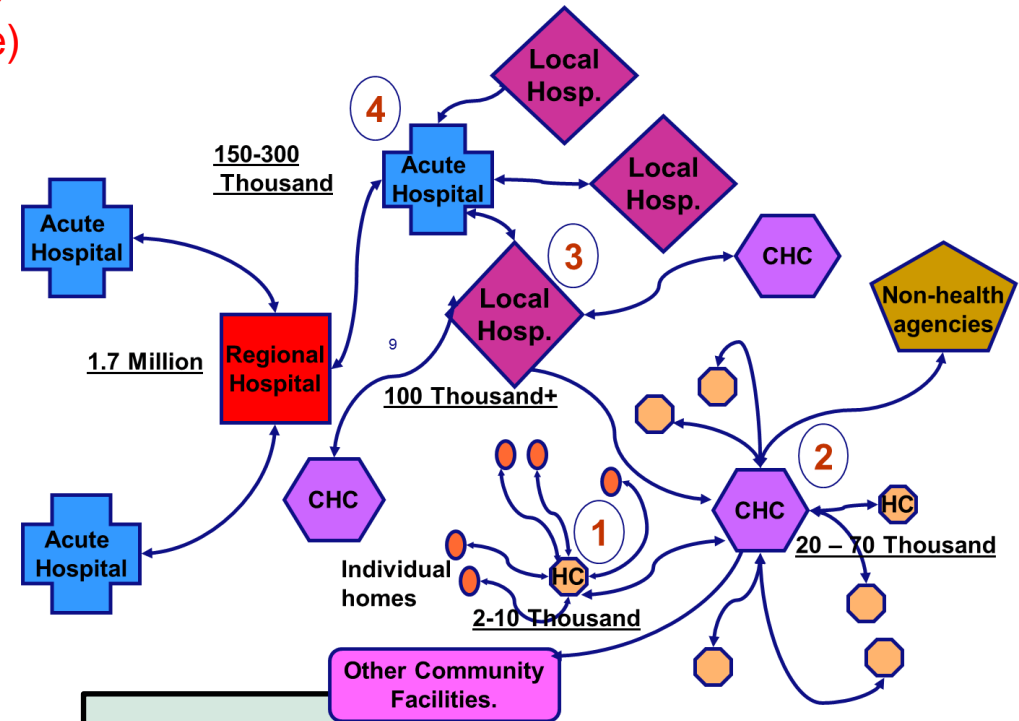 e)
Local
Hosp.
4
150-300
Thousand
Acute
Hospital
Local
Hosp.
Acute
Hospital
3
CHC
Local
Hosp.
Non-health
agencies
9
1.7 Million
Regional
Hospital
100 Thousand+
2
CHC
CHC
HC
1
20 – 70 Thousand
Acute
Hospital
Individual
homes
HC
2-10 Thousand
Other Community
Facilities.